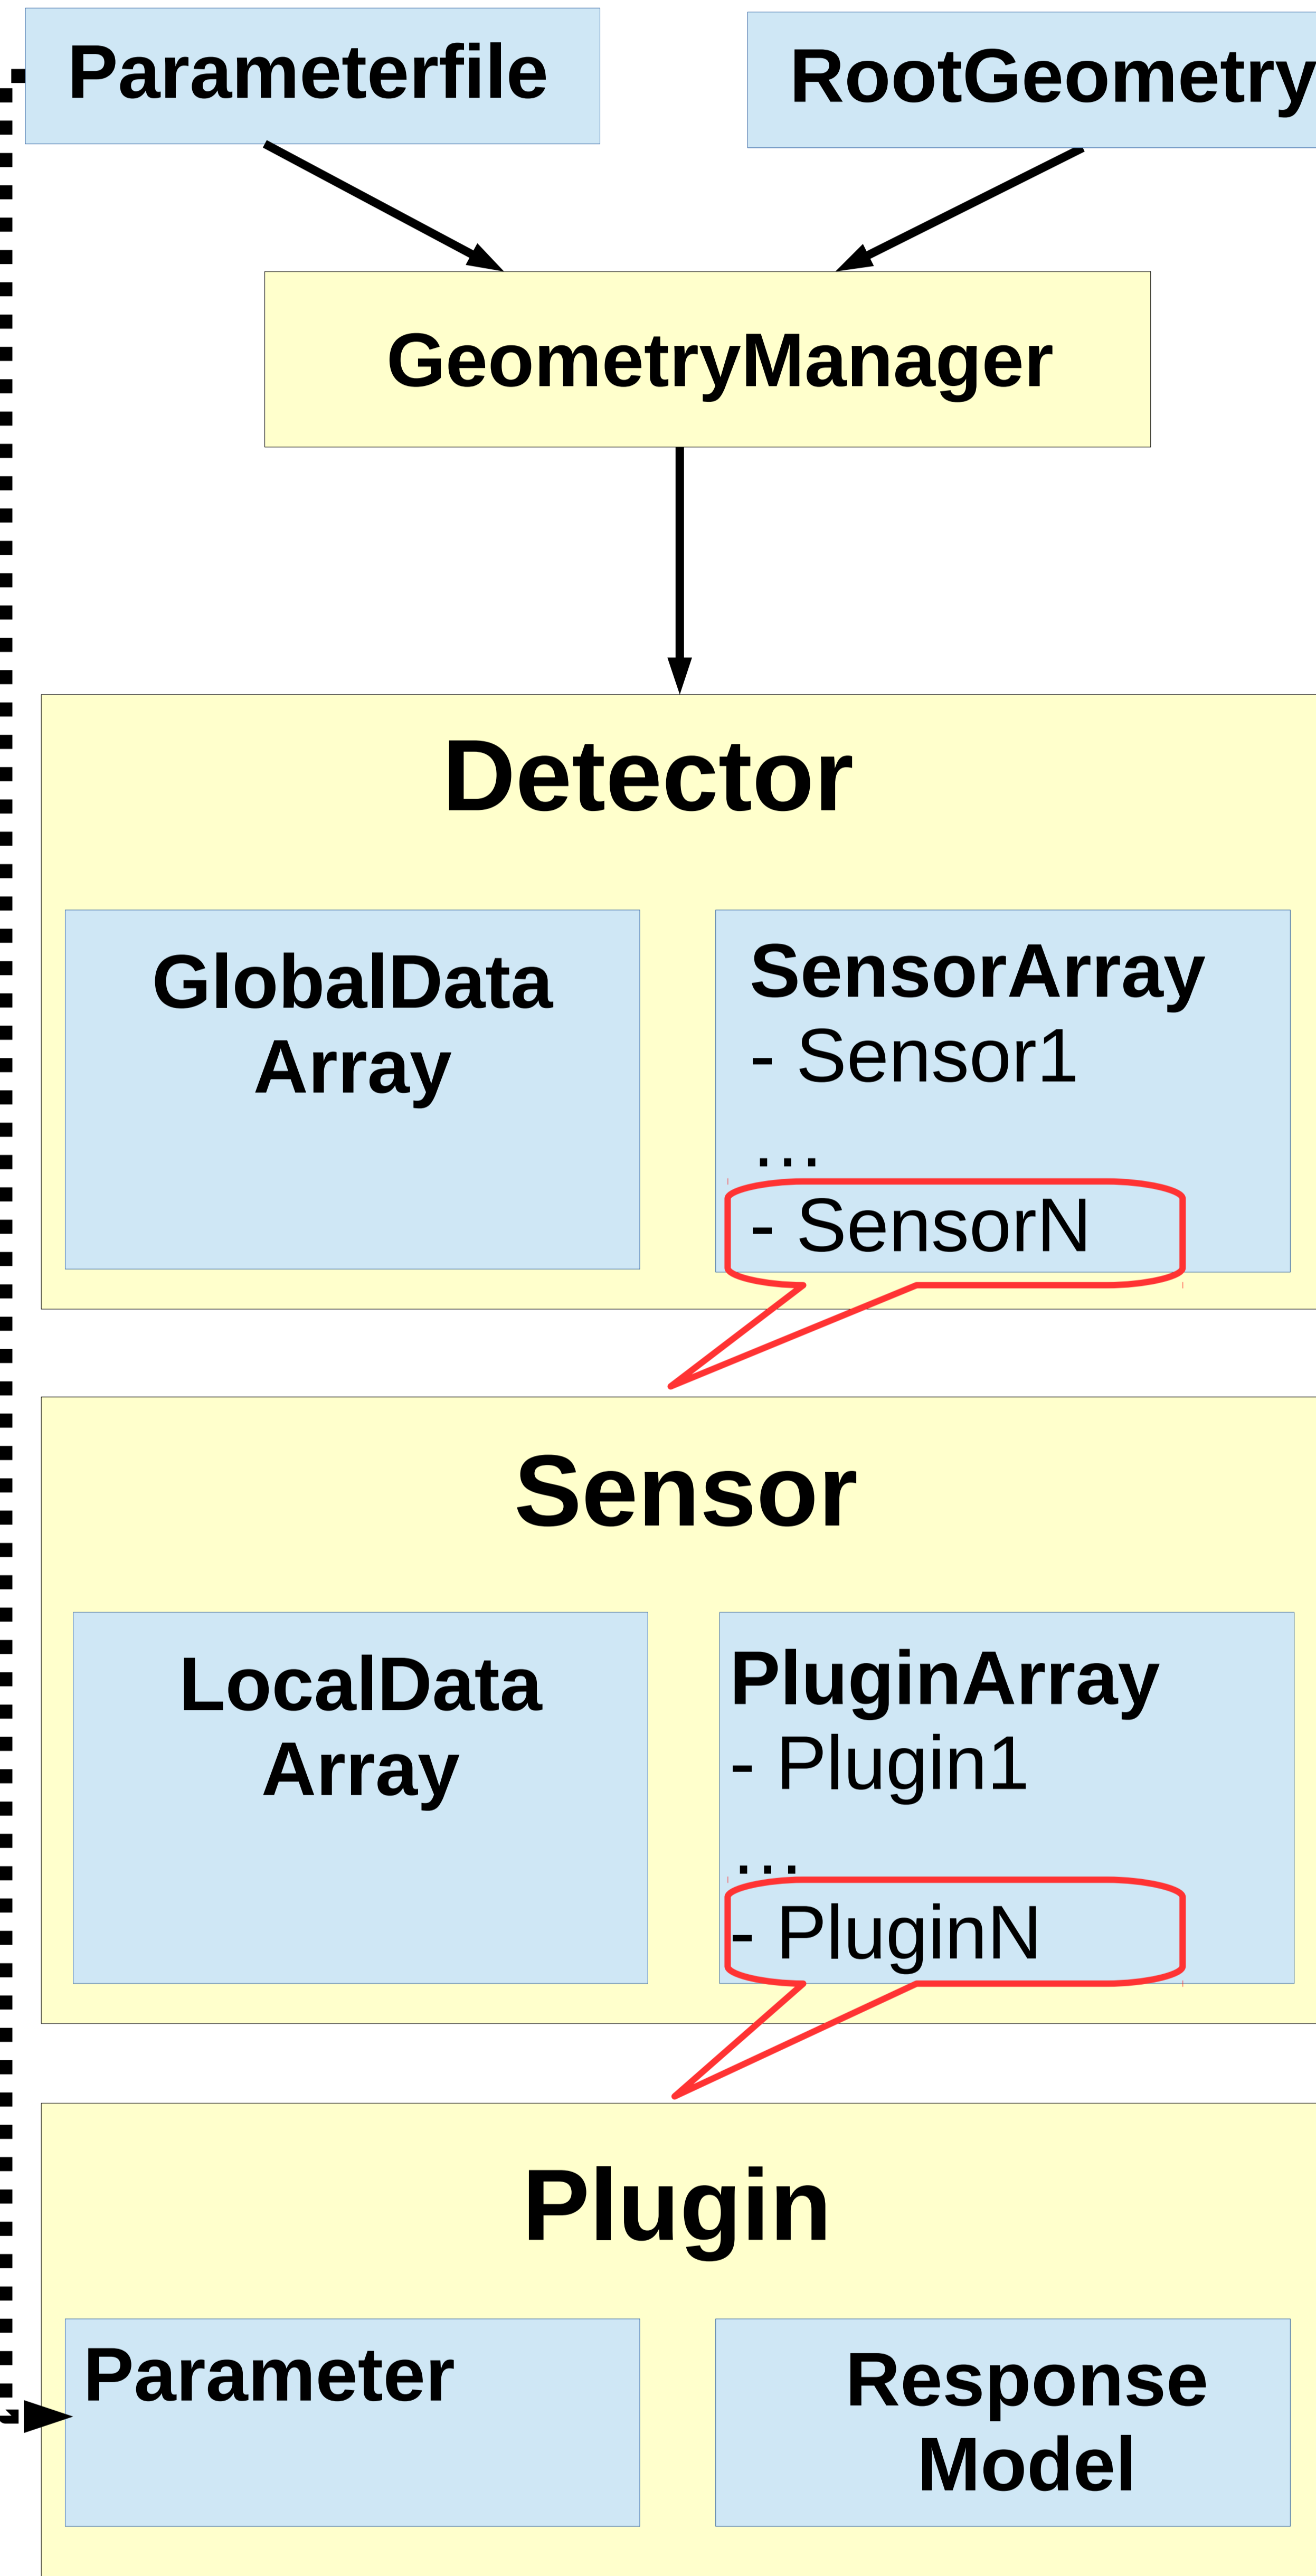 Parameterfile
RootGeometry
GeometryManager
Detector
GlobalData
Array
SensorArray
- Sensor1
...
- SensorN
Sensor
LocalData
Array
PluginArray
- Plugin1
...
- PluginN
Plugin
Parameter
Response
Model